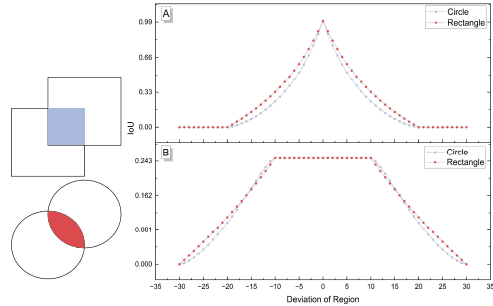 A
Circle
Rectangle
0.99
0.66
0.33
0.00
IoU
B
Circle
Rectangle
0.243
0.162
0.081
0.000
−35 −30 −25 −20 −15 −10 −5 0 5 10 15 20 25 30 35
Deviation of Region